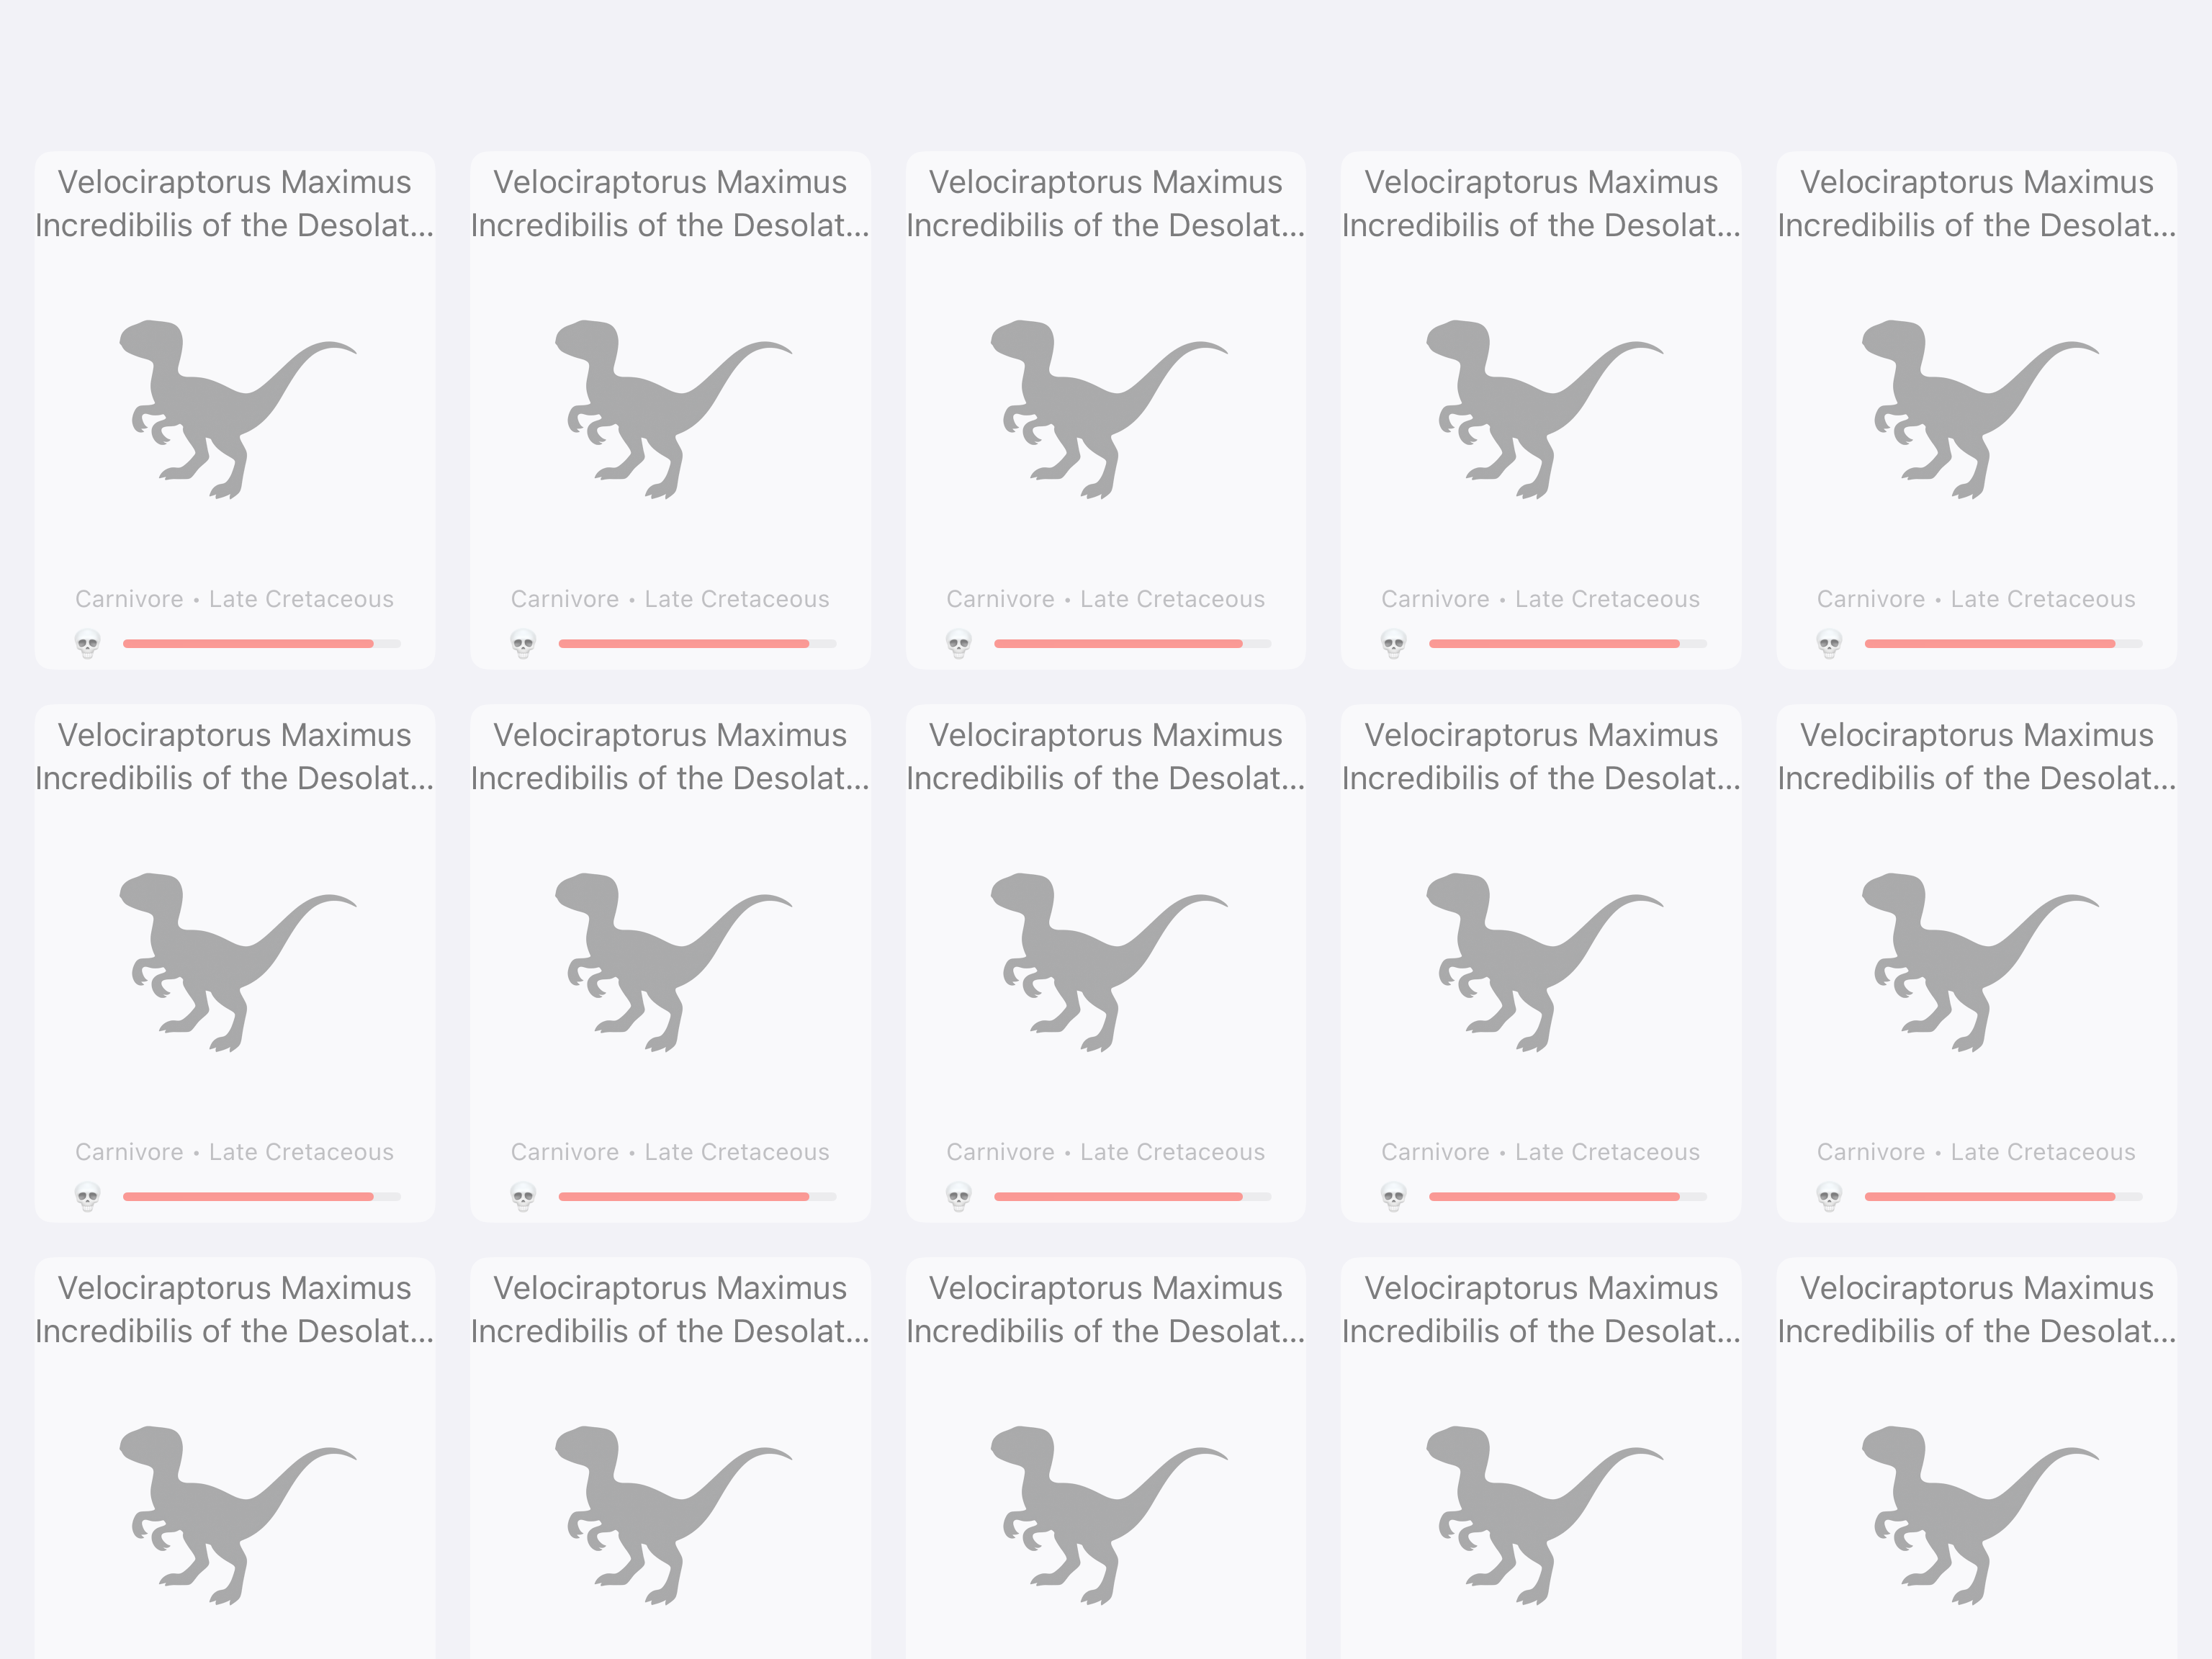 Velociraptorus Maximus
Incredibilis of the Desolat...
Velociraptorus Maximus
Incredibilis of the Desolat...
Velociraptorus Maximus
Incredibilis of the Desolat...
Velociraptorus Maximus
Incredibilis of the Desolat...
Velociraptorus Maximus
Incredibilis of the Desolat...
Carnivore • Late Cretaceous
Carnivore • Late Cretaceous
Carnivore • Late Cretaceous
Carnivore • Late Cretaceous
Carnivore • Late Cretaceous
Velociraptorus Maximus
Incredibilis of the Desolat...
Velociraptorus Maximus
Incredibilis of the Desolat...
Velociraptorus Maximus
Incredibilis of the Desolat...
Velociraptorus Maximus
Incredibilis of the Desolat...
Velociraptorus Maximus
Incredibilis of the Desolat...
Carnivore • Late Cretaceous
Carnivore • Late Cretaceous
Carnivore • Late Cretaceous
Carnivore • Late Cretaceous
Carnivore • Late Cretaceous
Velociraptorus Maximus
Incredibilis of the Desolat...
Velociraptorus Maximus
Incredibilis of the Desolat...
Velociraptorus Maximus
Incredibilis of the Desolat...
Velociraptorus Maximus
Incredibilis of the Desolat...
Velociraptorus Maximus
Incredibilis of the Desolat...